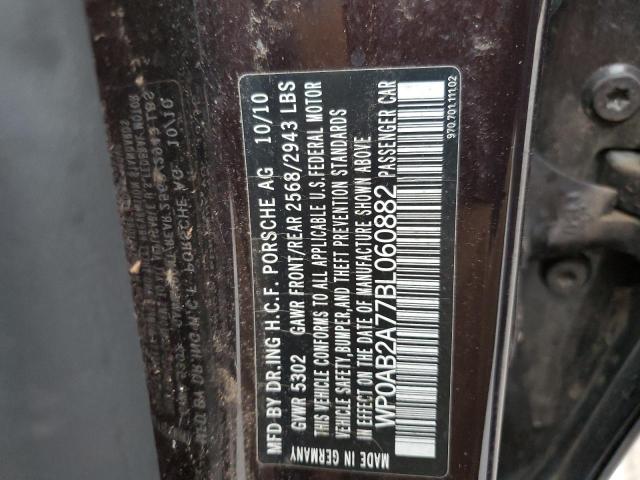 MFD BY DR.ING H.C.F. PORSCHE AG 10/10
GVWR 5302 GAWR FRONT/REAR 2568/2943 LBS
THIS VEHICLE CONFORMS TO ALL APPLICABLE U.S.FEDERAL MOTOR
VEHICLE SAFETY,BUMPER,AND THEFT PREVENTION STANDARDS
IN EFFECT ON THE DATE OF MANUFACTURE SHOWN ABOVE
WP0AB2A77BL060882 PASSENGER CAR
MADE IN GERMANY
970.701.111.02